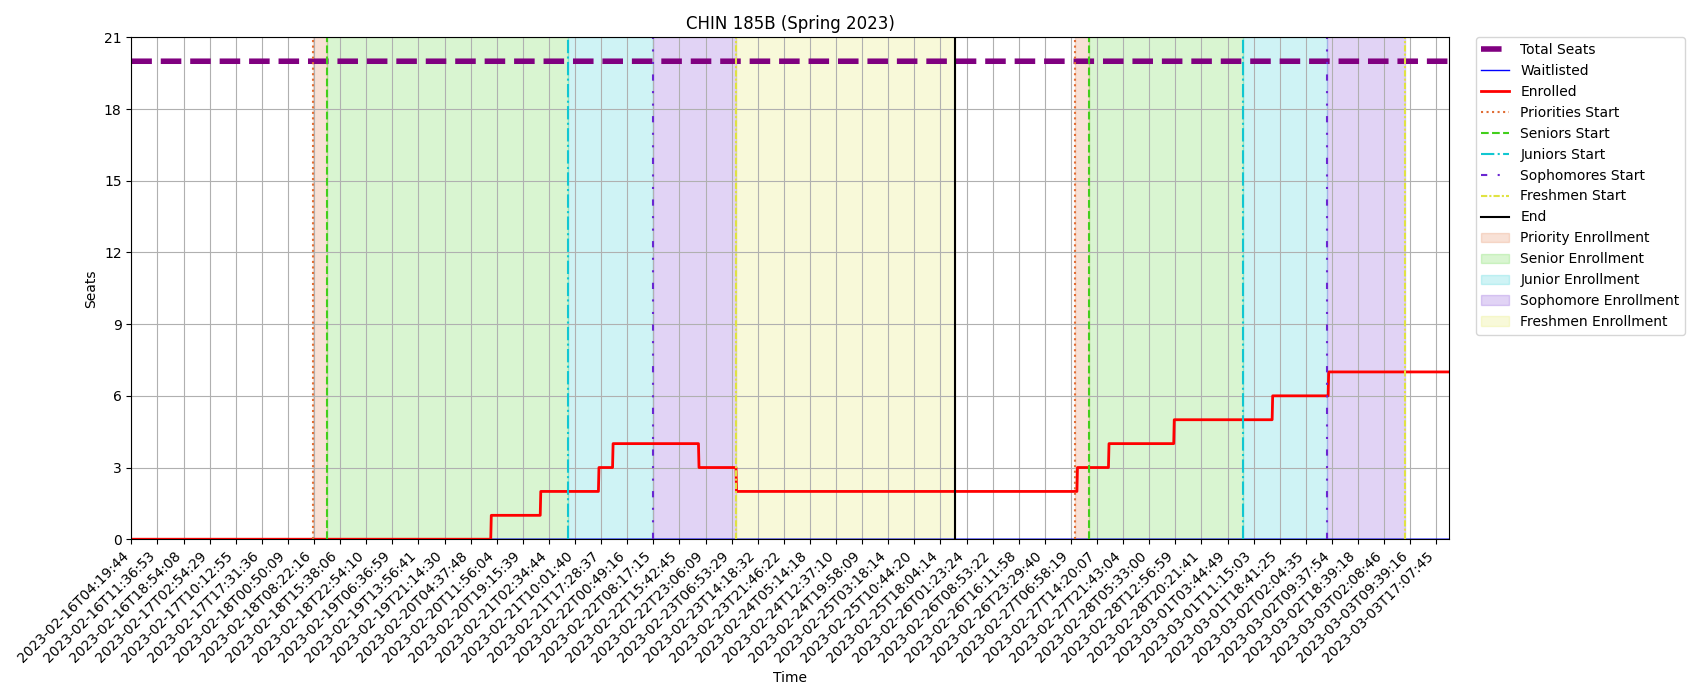 CHIN 185B (Spring 2023)
Seats
21
18
15
12
9
6
3
0
2023-02-16T04:19:44
2023-02-16T11:36:53
2023-02-16T18:54:08
2023-02-17T02:54:29
2023-02-17T10:12:55
2023-02-17T17:31:36
2023-02-18T00:50:09
2023-02-18T08:22:16
2023-02-18T15:38:06
2023-02-18T22:54:10
2023-02-19T06:36:59
2023-02-19T13:56:41
2023-02-19T21:14:30
2023-02-20T04:37:48
2023-02-20T11:56:04
2023-02-20T19:15:39
2023-02-21T02:34:44
2023-02-21T10:01:40
2023-02-21T17:28:37
2023-02-22T00:49:16
2023-02-22T08:17:15
2023-02-22T15:42:45
2023-02-22T23:06:09
2023-02-23T06:53:29
2023-02-23T14:18:32
2023-02-23T21:46:22
2023-02-24T05:14:18
2023-02-24T12:37:10
2023-02-24T19:58:09
2023-02-25T03:18:14
2023-02-25T10:44:20
2023-02-25T18:04:14
2023-02-26T01:23:24
2023-02-26T08:53:22
2023-02-26T16:11:58
2023-02-26T23:29:40
2023-02-27T06:58:19
2023-02-27T14:20:07
2023-02-27T21:43:04
2023-02-28T05:33:00
2023-02-28T12:56:59
2023-02-28T20:21:41
2023-03-01T03:44:49
2023-03-01T11:15:03
2023-03-01T18:41:25
2023-03-02T02:04:35
2023-03-02T09:37:54
2023-03-02T18:39:18
2023-03-03T02:08:46
2023-03-03T09:39:16
2023-03-03T17:07:45
Time
Total Seats
Waitlisted
Enrolled
Priorities Start
Seniors Start
Juniors Start
Sophomores Start
Freshmen Start
End
Priority Enrollment
Senior Enrollment
Junior Enrollment
Sophomore Enrollment
Freshmen Enrollment